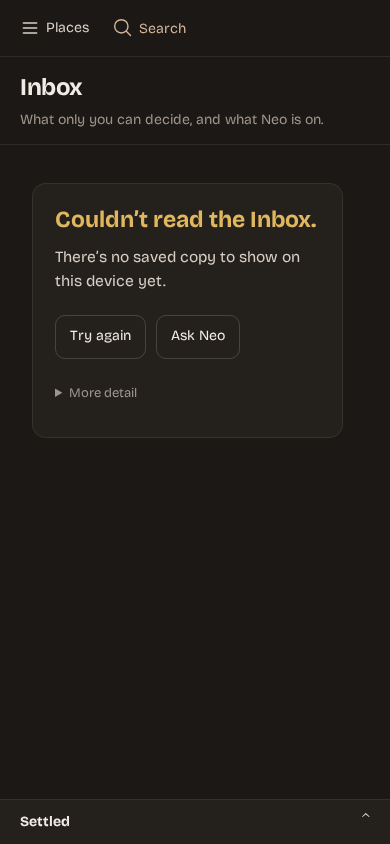 Places
Search
Inbox
What only you can decide, and what Neo is on.
Couldn’t read the Inbox.
There’s no saved copy to show on
this device yet.
Try again
Ask Neo
More detail
Settled